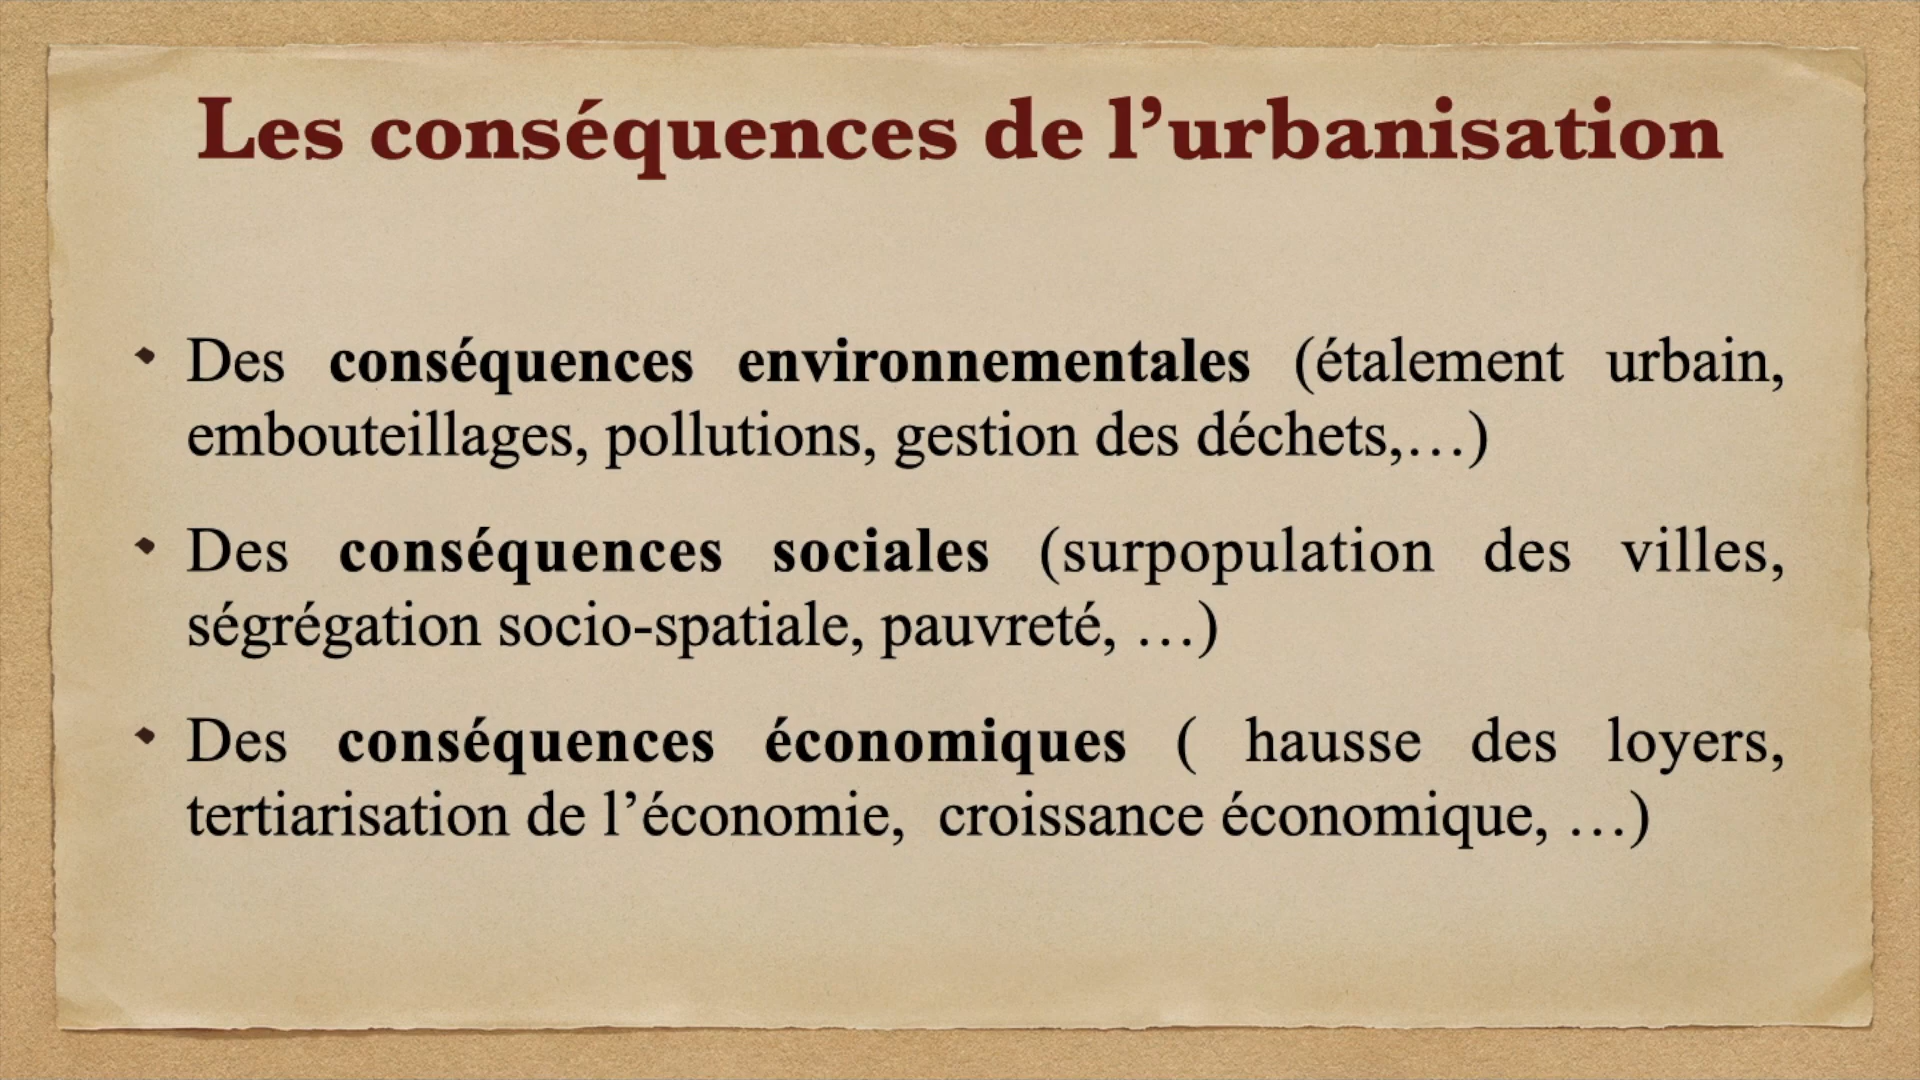 Les conséquences de l’urbanisation
Des conséquences environnementales (étalement urbain,
embouteillages, pollutions, gestion des déchets,…)
Des conséquences sociales (surpopulation des villes,
ségrégation socio-spatiale, pauvreté, …)
Des conséquences économiques ( hausse des loyers,
tertiarisation de l’économie, croissance économique, …)